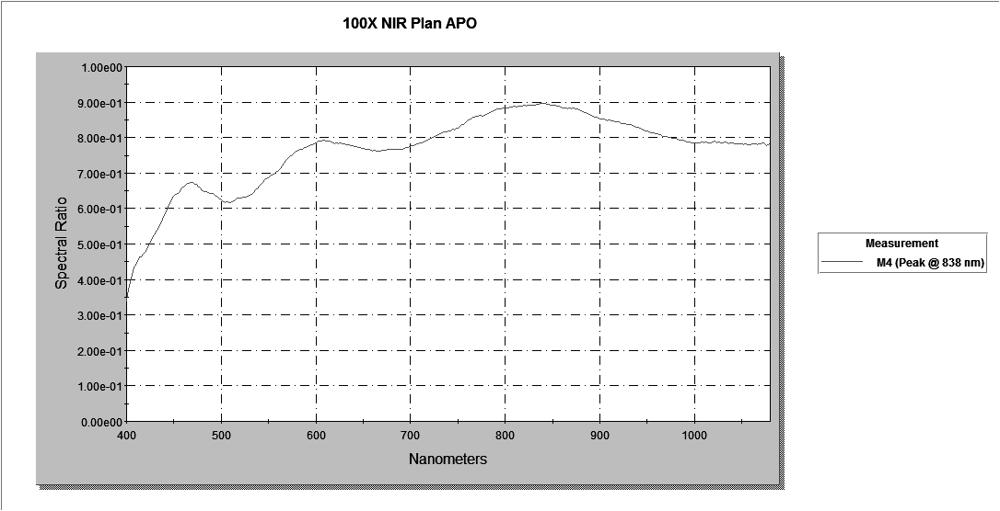 100X NIR Plan APO
1.00e00
9.00e-01
8.00e-01
7.00e-01
6.00e-01
5.00e-01
4.00e-01
3.00e-01
2.00e-01
1.00e-01
0.00e00
Spectral Ratio
400 500 600 700 800 900 1000
Nanometers
Measurement
M4 (Peak @ 838 nm)